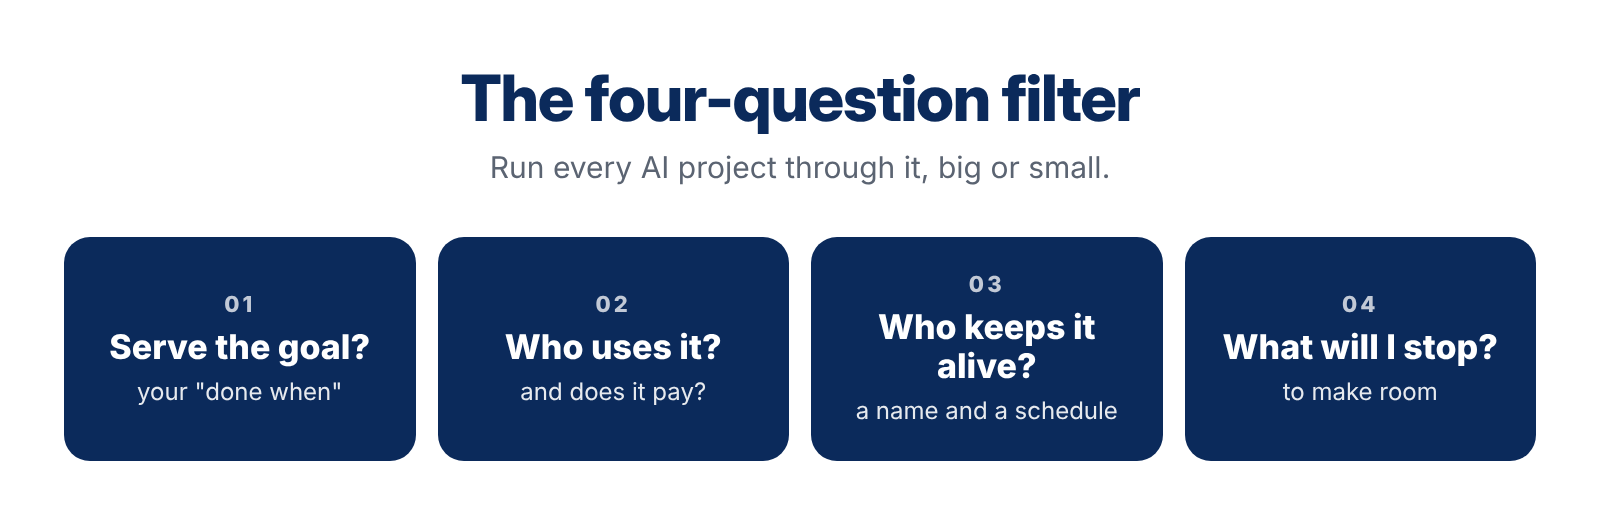 The four-question filter
Run every AI project through it, big or small.
01
Serve the goal?
your "done when"
02
Who uses it?
and does it pay?
03
Who keeps it
alive?
a name and a schedule
04
What will I stop?
to make room